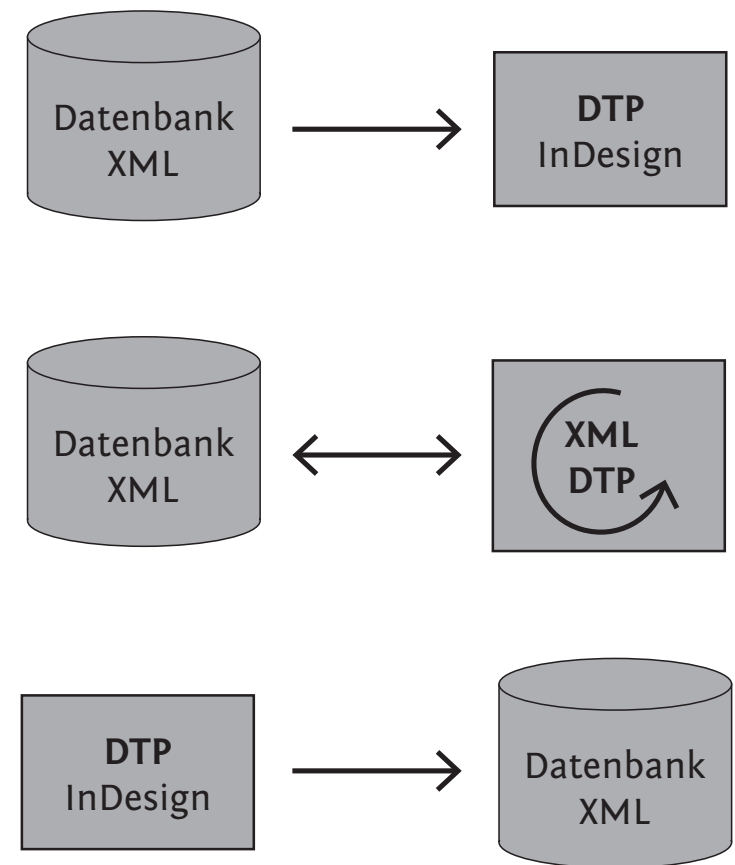 Datenbank
XML
DTP
InDesign
Datenbank
XML
XML
DTP
DTP
InDesign
Datenbank
XML